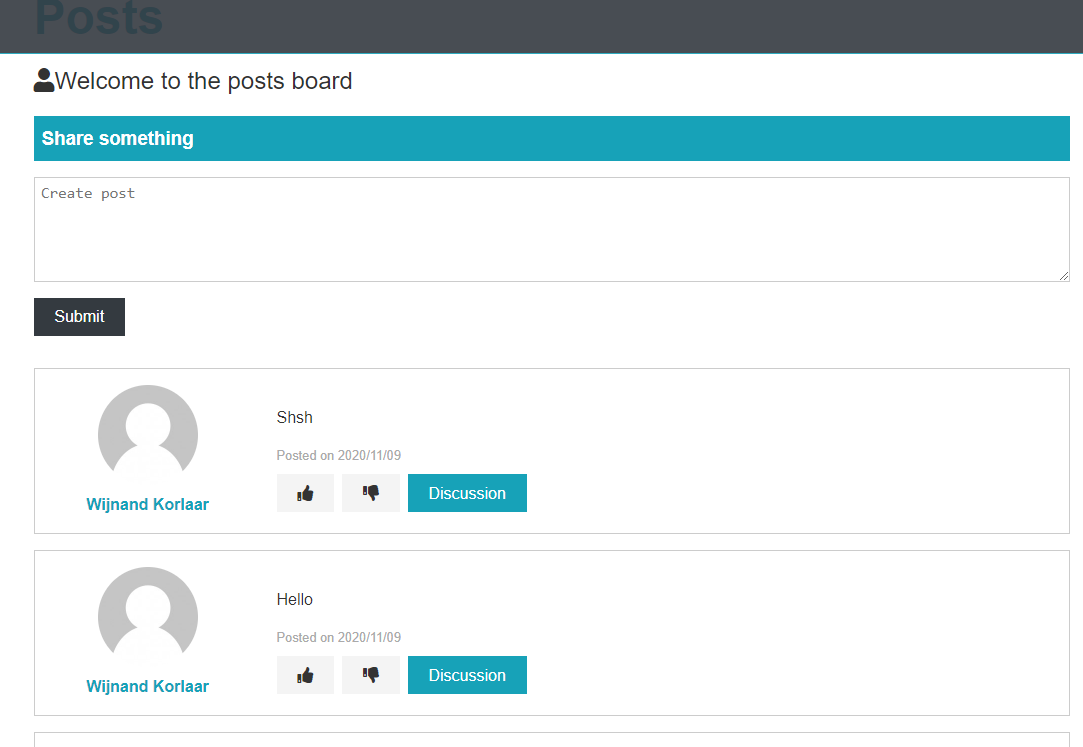 Posts
Welcome to the posts board
Share something
Create post
Submit
Shsh
Posted on 2020/11/09
Discussion
Wijnand Korlaar
Hello
Posted on 2020/11/09
Discussion
Wijnand Korlaar